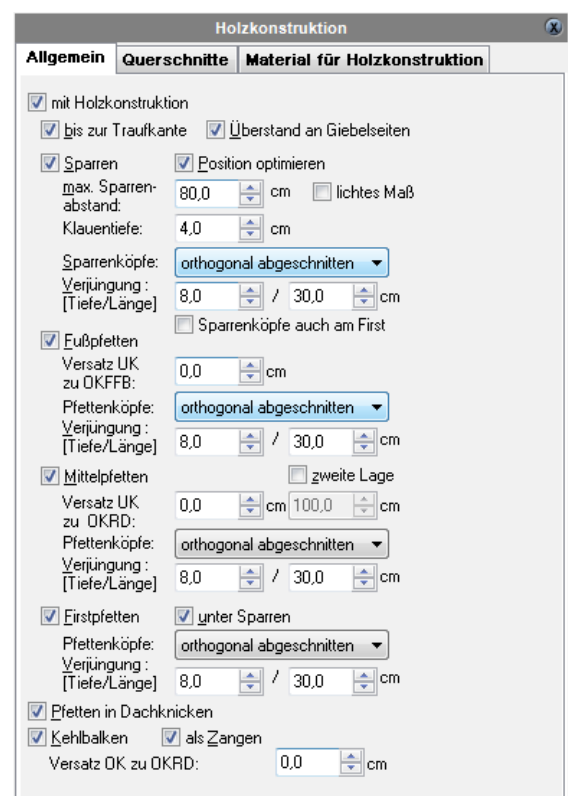 Holzkonstruktion
Allgemein Querschnitte Material für Holzkonstruktion
mit Holzkonstruktion
bis zur Traufkante Überstand an Giebelseiten
Sparren Position optimieren
max. Sparren-
abstand: 80,0 cm lichtes Maß
Klauentiefe: 4,0 cm
Sparrenköpfe: orthogonal abgeschnitten
Verjüngung :
[Tiefe/Länge] 8,0 / 30,0 cm
Sparrenköpfe auch am First
Fußpfetten
Versatz UK
zu OKFFB: 0,0 cm
Pfettenköpfe: orthogonal abgeschnitten
Verjüngung :
[Tiefe/Länge] 8,0 / 30,0 cm
Mittelpfetten zweite Lage
Versatz UK
zu OKRD: 0,0 cm 100,0 cm
Pfettenköpfe: orthogonal abgeschnitten
Verjüngung :
[Tiefe/Länge] 8,0 / 30,0 cm
Firstpfetten unter Sparren
Pfettenköpfe: orthogonal abgeschnitten
Verjüngung :
[Tiefe/Länge] 8,0 / 30,0 cm
Pfetten in Dachknicken
Kehlbalken als Zangen
Versatz OK zu OKRD: 0,0 cm